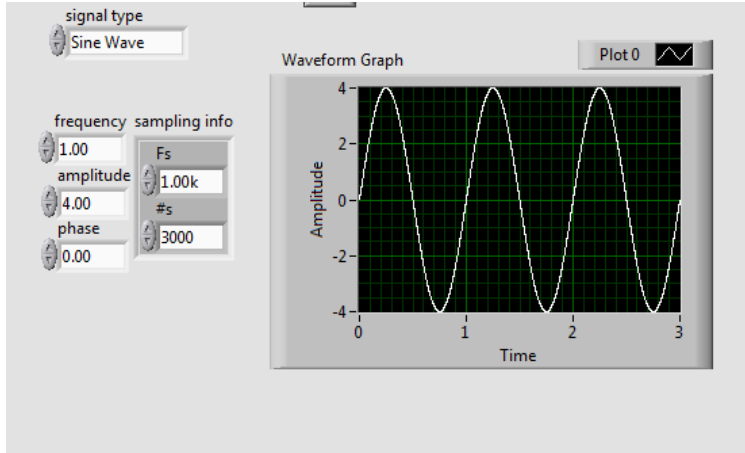 signal type
Sine Wave
frequency
1.00
amplitude
4.00
phase
0.00
sampling info
Fs
1.00k
#s
3000
Waveform Graph
Plot 0
Amplitude
4
2
0
-2
-4
0 1 2 3
Time